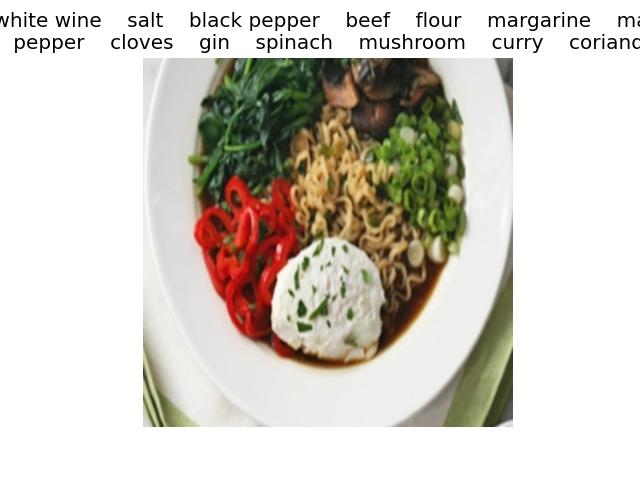 white wine salt black pepper beef flour margarine
pepper cloves gin spinach mushroom curry